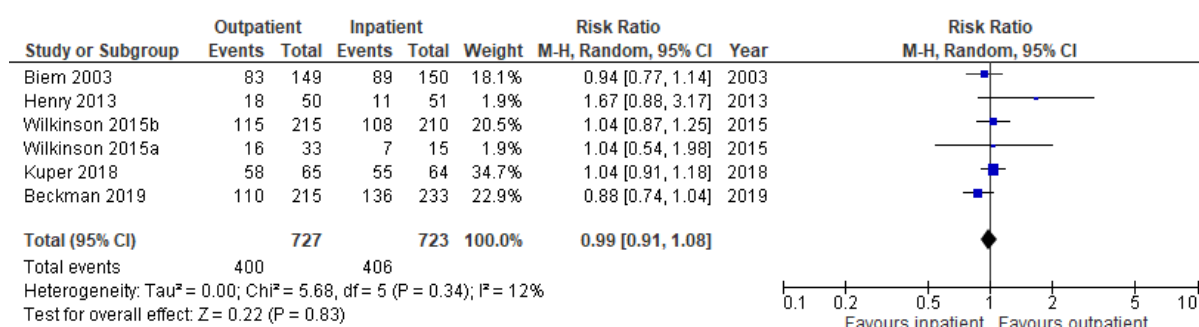 Outpatient Inpatient Risk Ratio Risk Ratio
Study or Subgroup Events Total Events Total Weight M-H, Random, 95% CI Year M-H, Random, 95% CI
Biem 2003 83 149 89 150 18.1% 0.94 [0.77, 1.14] 2003
Henry 2013 18 50 11 51 1.9% 1.67 [0.88, 3.17] 2013
Wilkinson 2015b 115 215 108 210 20.5% 1.04 [0.87, 1.25] 2015
Wilkinson 2015a 16 33 7 15 1.9% 1.04 [0.54, 1.98] 2015
Kuper 2018 58 65 55 64 34.7% 1.04 [0.91, 1.18] 2018
Beckman 2019 110 215 136 233 22.9% 0.88 [0.74, 1.04] 2019
Total (95% CI) 727 723 100.0% 0.99 [0.91, 1.08]
Total events 400 406
Heterogeneity: Tau² = 0.00; Chi² = 5.68, df = 5 (P = 0.34); I² = 12%
Test for overall effect: Z = 0.22 (P = 0.83)
0.1 0.2 0.5 1 2 5 10
Favours inpatient Favours outpatient